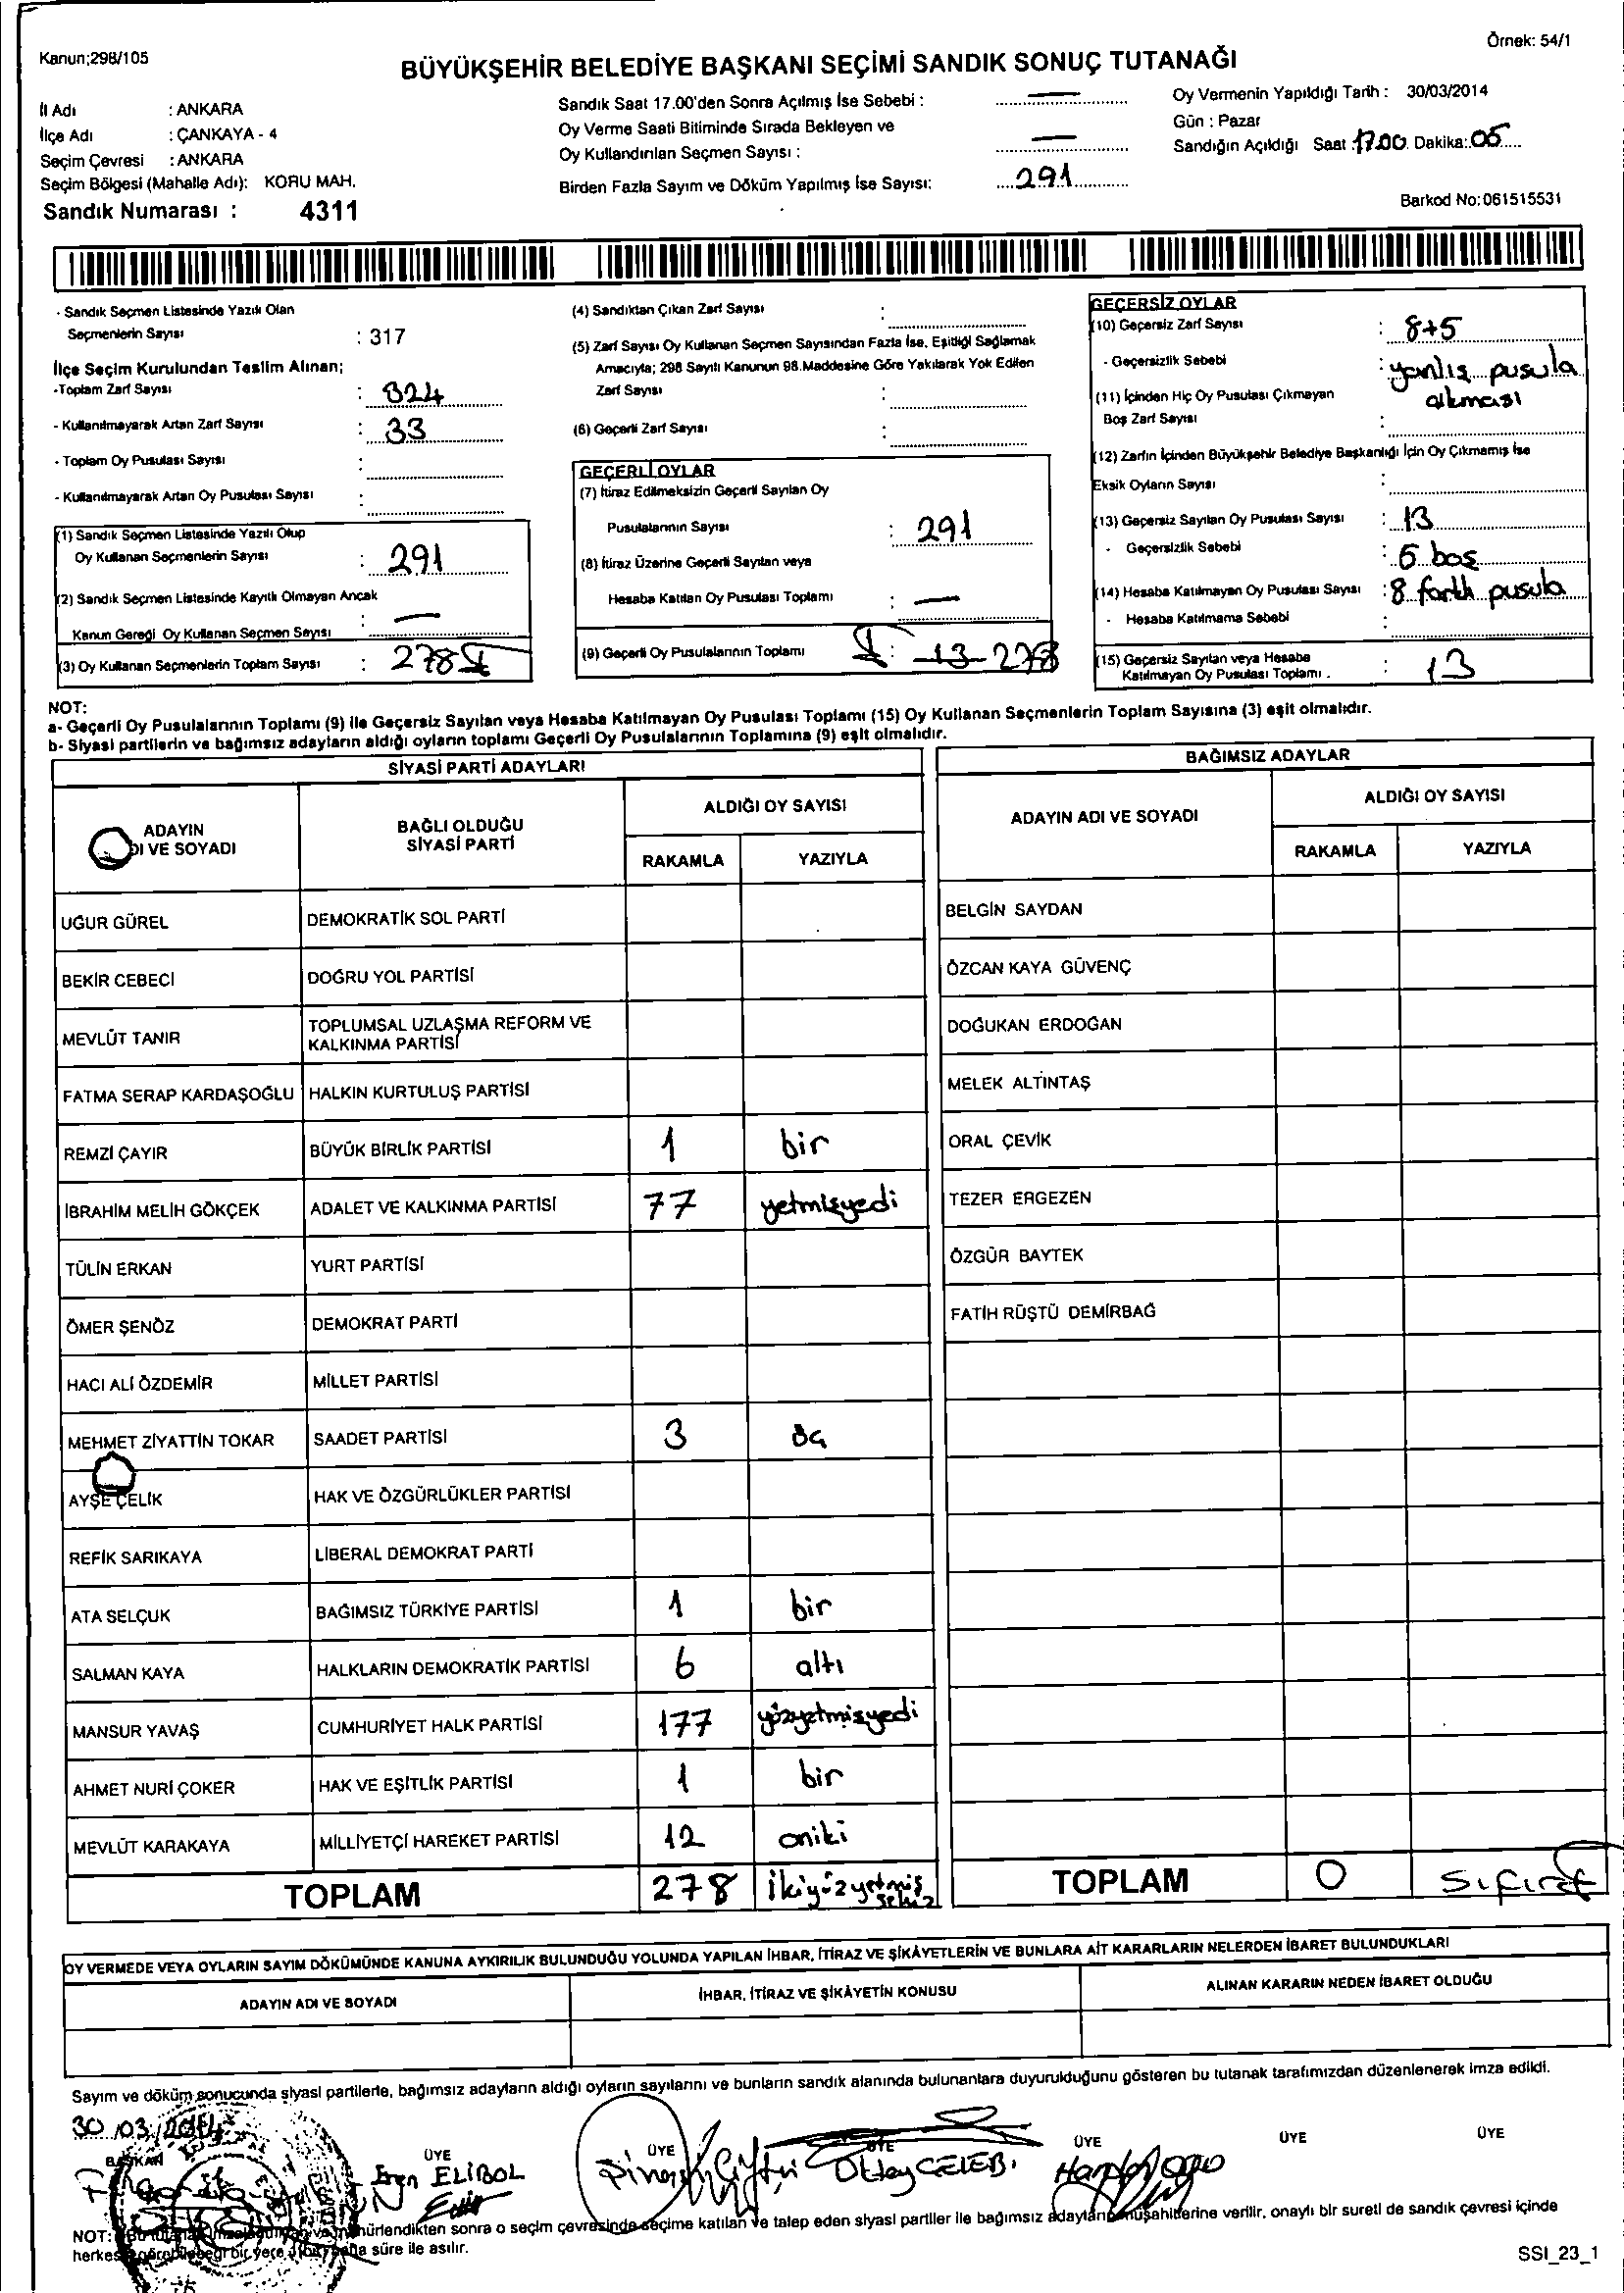 Kanun;298/105
Örnek: 54/1
BÜYÜKŞEHİR BELEDİYE BAŞKANI SEÇİMİ SANDIK SONUÇ TUTANAĞI
İl Adı : ANKARA
İlçe Adı : ÇANKAYA - 4
Seçim Çevresi : ANKARA
Seçim Bölgesi (Mahalle Adı): KORU MAH.
Sandık Numarası : 4311
Sandık Saat 17.00'den Sonra Açılmış İse Sebebi : —
Oy Verme Saati Bitiminde Sırada Bekleyen ve
Oy Kullandırılan Seçmen Sayısı : —
Birden Fazla Sayım ve Döküm Yapılmış İse Sayısı: 291
Oy Vermenin Yapıldığı Tarih : 30/03/2014
Gün : Pazar
Sandığın Açıldığı Saat :17.00. Dakika:.05
Barkod No:061515531
- Sandık Seçmen Listesinde Yazılı Olan
Seçmenlerin Sayısı : 317
İlçe Seçim Kurulundan Teslim Alınan;
-Toplam Zarf Sayısı : 324
- Kullanılmayarak Artan Zarf Sayısı : 33
- Toplam Oy Pusulası Sayısı :
- Kullanılmayarak Artan Oy Pusulası Sayısı :
(1) Sandık Seçmen Listesinde Yazılı Olup
Oy Kullanan Seçmenlerin Sayısı : 291
(2) Sandık Seçmen Listesinde Kayıtlı Olmayan Ancak
Kanun Gereği Oy Kullanan Seçmen Sayısı : —
(3) Oy Kullanan Seçmenlerin Toplam Sayısı : 278
(4) Sandıktan Çıkan Zarf Sayısı :
(5) Zarf Sayısı Oy Kullanan Seçmen Sayısından Fazla İse, Eşitliği Sağlamak
Amacıyla; 298 Sayılı Kanunun 98.Maddesine Göre Yakılarak Yok Edilen
Zarf Sayısı :
(6) Geçerli Zarf Sayısı :
GEÇERLİ OYLAR
(7) İtiraz Edilmeksizin Geçerli Sayılan Oy
Pusulalarının Sayısı : 291
(8) İtiraz Üzerine Geçerli Sayılan veya
Hesaba Katılan Oy Pusulası Toplamı : —
(9) Geçerli Oy Pusulalarının Toplamı : -13-278
GEÇERSİZ OYLAR
(10) Geçersiz Zarf Sayısı : 8+5
- Geçersizlik Sebebi : yanlış pusula
atılması
(11) İçinden Hiç Oy Pusulası Çıkmayan
Boş Zarf Sayısı :
(12) Zarfın İçinden Büyükşehir Belediye Başkanlığı İçin Oy Çıkmamış İse
Eksik Oyların Sayısı :
(13) Geçersiz Sayılan Oy Pusulası Sayısı : 13
- Geçersizlik Sebebi : 5 boş
(14) Hesaba Katılmayan Oy Pusulası Sayısı : 8 farklı pusula
- Hesaba Katılmama Sebebi :
(15) Geçersiz Sayılan veya Hesaba
Katılmayan Oy Pusulası Toplamı . : 13
NOT:
a- Geçerli Oy Pusulalarının Toplamı (9) ile Geçersiz Sayılan veya Hesaba Katılmayan Oy Pusulası Toplamı (15) Oy Kullanan Seçmenlerin Toplam Sayısına (3) eşit olmalıdır.
b- Siyasi partilerin ve bağımsız adayların aldığı oyların toplamı Geçerli Oy Pusulalarının Toplamına (9) eşit olmalıdır.
SİYASİ PARTİ ADAYLARI
ADAYIN
DI VE SOYADI
BAĞLI OLDUĞU
SİYASİ PARTİ
ALDIĞI OY SAYISI
RAKAMLA YAZIYLA
UĞUR GÜREL DEMOKRATİK SOL PARTİ
BEKİR CEBECİ DOĞRU YOL PARTİSİ
MEVLÜT TANIR TOPLUMSAL UZLAŞMA REFORM VE
KALKINMA PARTİSİ
FATMA SERAP KARDAŞOĞLU HALKIN KURTULUŞ PARTİSİ
REMZİ ÇAYIR BÜYÜK BİRLİK PARTİSİ 1 bir
İBRAHİM MELİH GÖKÇEK ADALET VE KALKINMA PARTİSİ 77 yetmişyedi
TÜLİN ERKAN YURT PARTİSİ
ÖMER ŞENÖZ DEMOKRAT PARTİ
HACI ALİ ÖZDEMİR MİLLET PARTİSİ
MEHMET ZİYATTİN TOKAR SAADET PARTİSİ 3 üç
AYŞE ÇELİK HAK VE ÖZGÜRLÜKLER PARTİSİ
REFİK SARIKAYA LİBERAL DEMOKRAT PARTİ
ATA SELÇUK BAĞIMSIZ TÜRKİYE PARTİSİ 1 bir
SALMAN KAYA HALKLARIN DEMOKRATİK PARTİSİ 6 altı
MANSUR YAVAŞ CUMHURİYET HALK PARTİSİ 177 yüzyetmişyedi
AHMET NURİ ÇOKER HAK VE EŞİTLİK PARTİSİ 1 bir
MEVLÜT KARAKAYA MİLLİYETÇİ HAREKET PARTİSİ 12 oniki
TOPLAM 278 ikiyüzyetmiş
sekiz
BAĞIMSIZ ADAYLAR
ADAYIN ADI VE SOYADI
ALDIĞI OY SAYISI
RAKAMLA YAZIYLA
BELGİN SAYDAN
ÖZCAN KAYA GÜVENÇ
DOĞUKAN ERDOĞAN
MELEK ALTINTAŞ
ORAL ÇEVİK
TEZER ERGEZEN
ÖZGÜR BAYTEK
FATİH RÜŞTÜ DEMİRBAĞ
TOPLAM 0 Sıfır
OY VERMEDE VEYA OYLARIN SAYIM DÖKÜMÜNDE KANUNA AYKIRILIK BULUNDUĞU YOLUNDA YAPILAN İHBAR, İTİRAZ VE ŞİKÂYETLERİN VE BUNLARA AİT KARARLARIN NELERDEN İBARET BULUNDUKLARI
ADAYIN ADI VE SOYADI İHBAR, İTİRAZ VE ŞİKÂYETİN KONUSU ALINAN KARARIN NEDEN İBARET OLDUĞU
Sayım ve döküm sonucunda siyasi partilerle, bağımsız adayların aldığı oyların sayılarını ve bunların sandık alanında bulunanlara duyurulduğunu gösteren bu tutanak tarafımızdan düzenlenerek imza edildi.
30/03/2014
BAŞKAN ÜYE ÜYE ÜYE ÜYE ÜYE ÜYE
Eren ELİBOL Pınar Çiftçi Oktay ÇELEBİ
NOT: Bu tutanak mühürlendikten sonra o seçim çevresinde seçime katılan ve talep eden siyasi partiler ile bağımsız adayların müşahitlerine verilir, onaylı bir sureti de sandık çevresi içinde
herkesin görebileceği bir yere süre ile asılır.
SSI_23_1